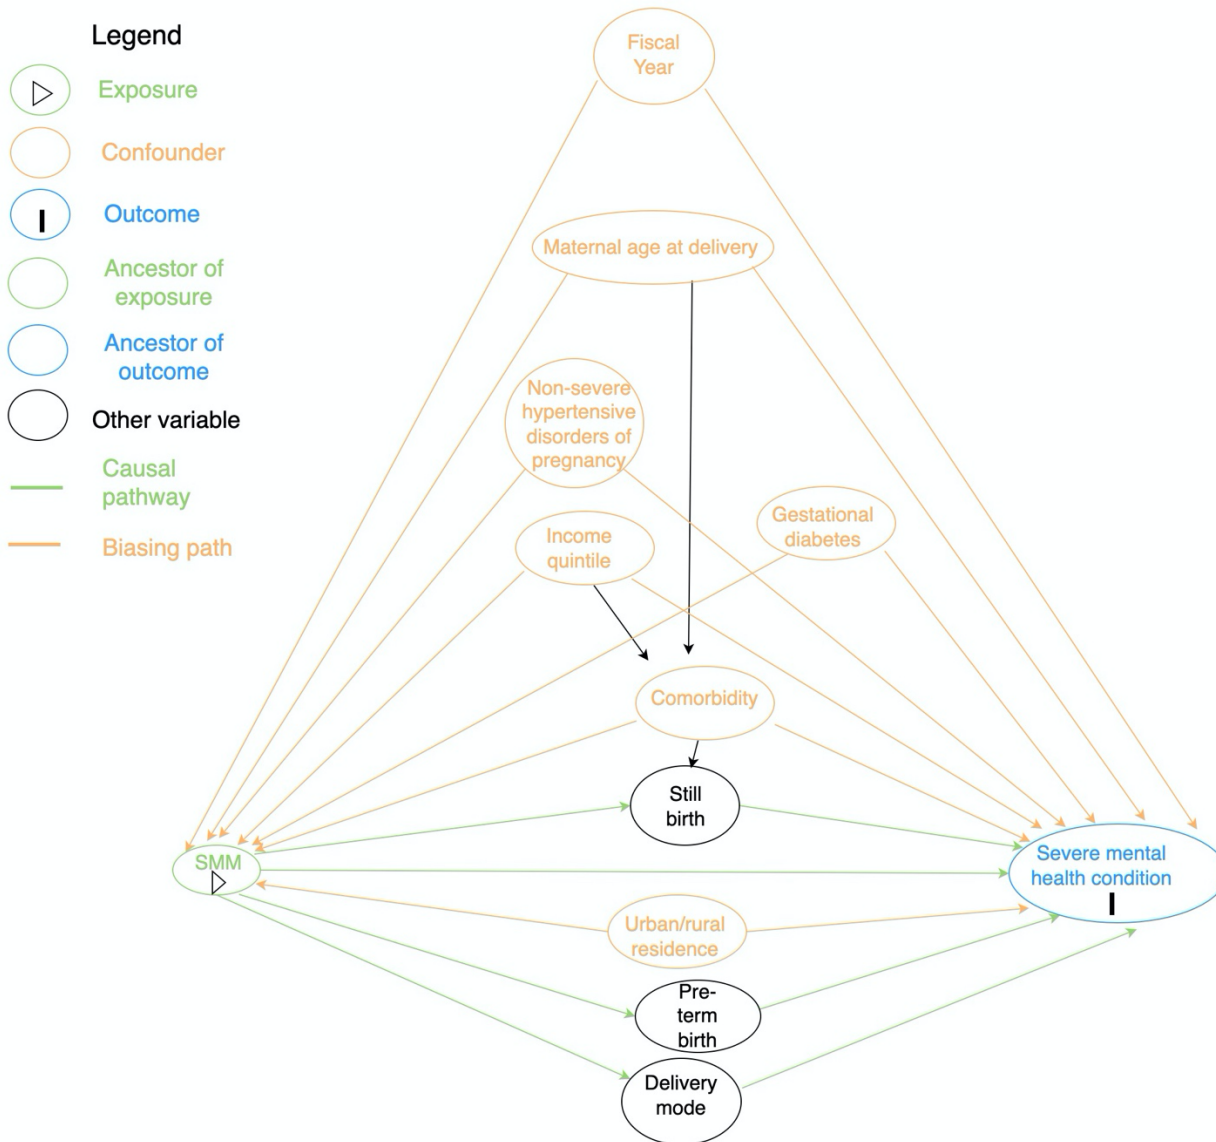 Legend
Exposure
Confounder
Outcome
Ancestor of
exposure
Ancestor of
outcome
Other variable
Causal
pathway
Biasing path
Fiscal
Year
Maternal age at delivery
Non-severe
hypertensive
disorders of
pregnancy
Gestational
diabetes
Income
quintile
Comorbidity
Still
birth
SMM
Severe mental
health condition
Urban/rural
residence
Pre-
term
birth
Delivery
mode